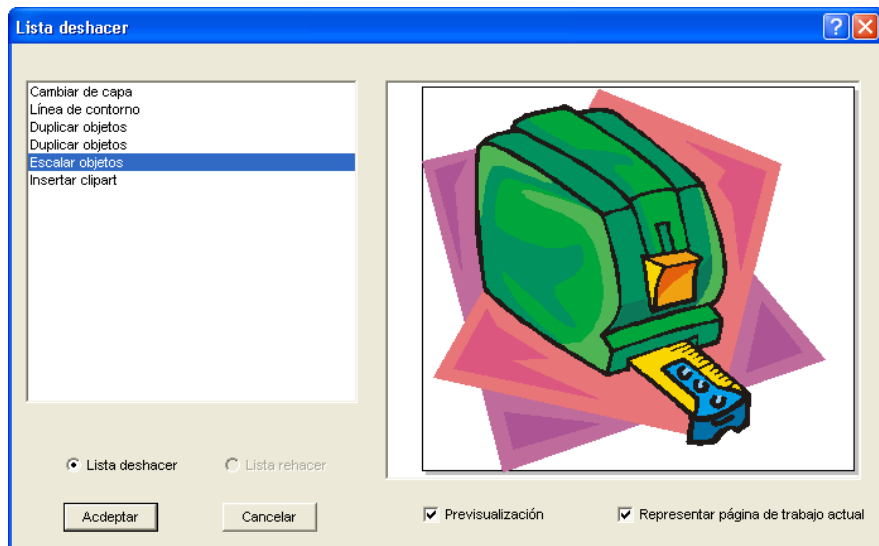 Lista deshacer
Cambiar de capa
Línea de contorno
Duplicar objetos
Duplicar objetos
Escalar objetos
Insertar clipart
Lista deshacer
Lista rehacer
Acdeptar
Cancelar
Previsualización
Representar página de trabajo actual